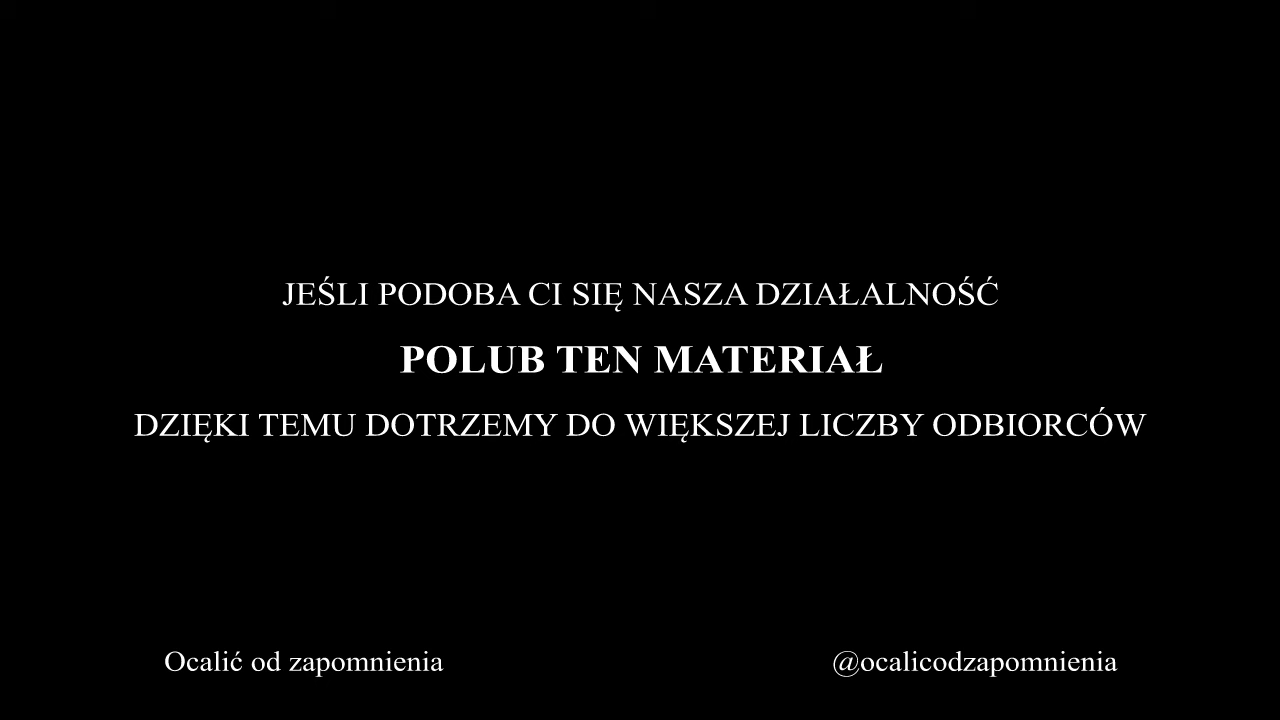 JEŚLI PODOBA CI SIĘ NASZA DZIAŁALNOŚĆ
POLUB TEN MATERIAŁ
DZIĘKI TEMU DOTRZEMY DO WIĘKSZEJ LICZBY ODBIORCÓW
Ocalić od zapomnienia
@ocalicodzapomnienia